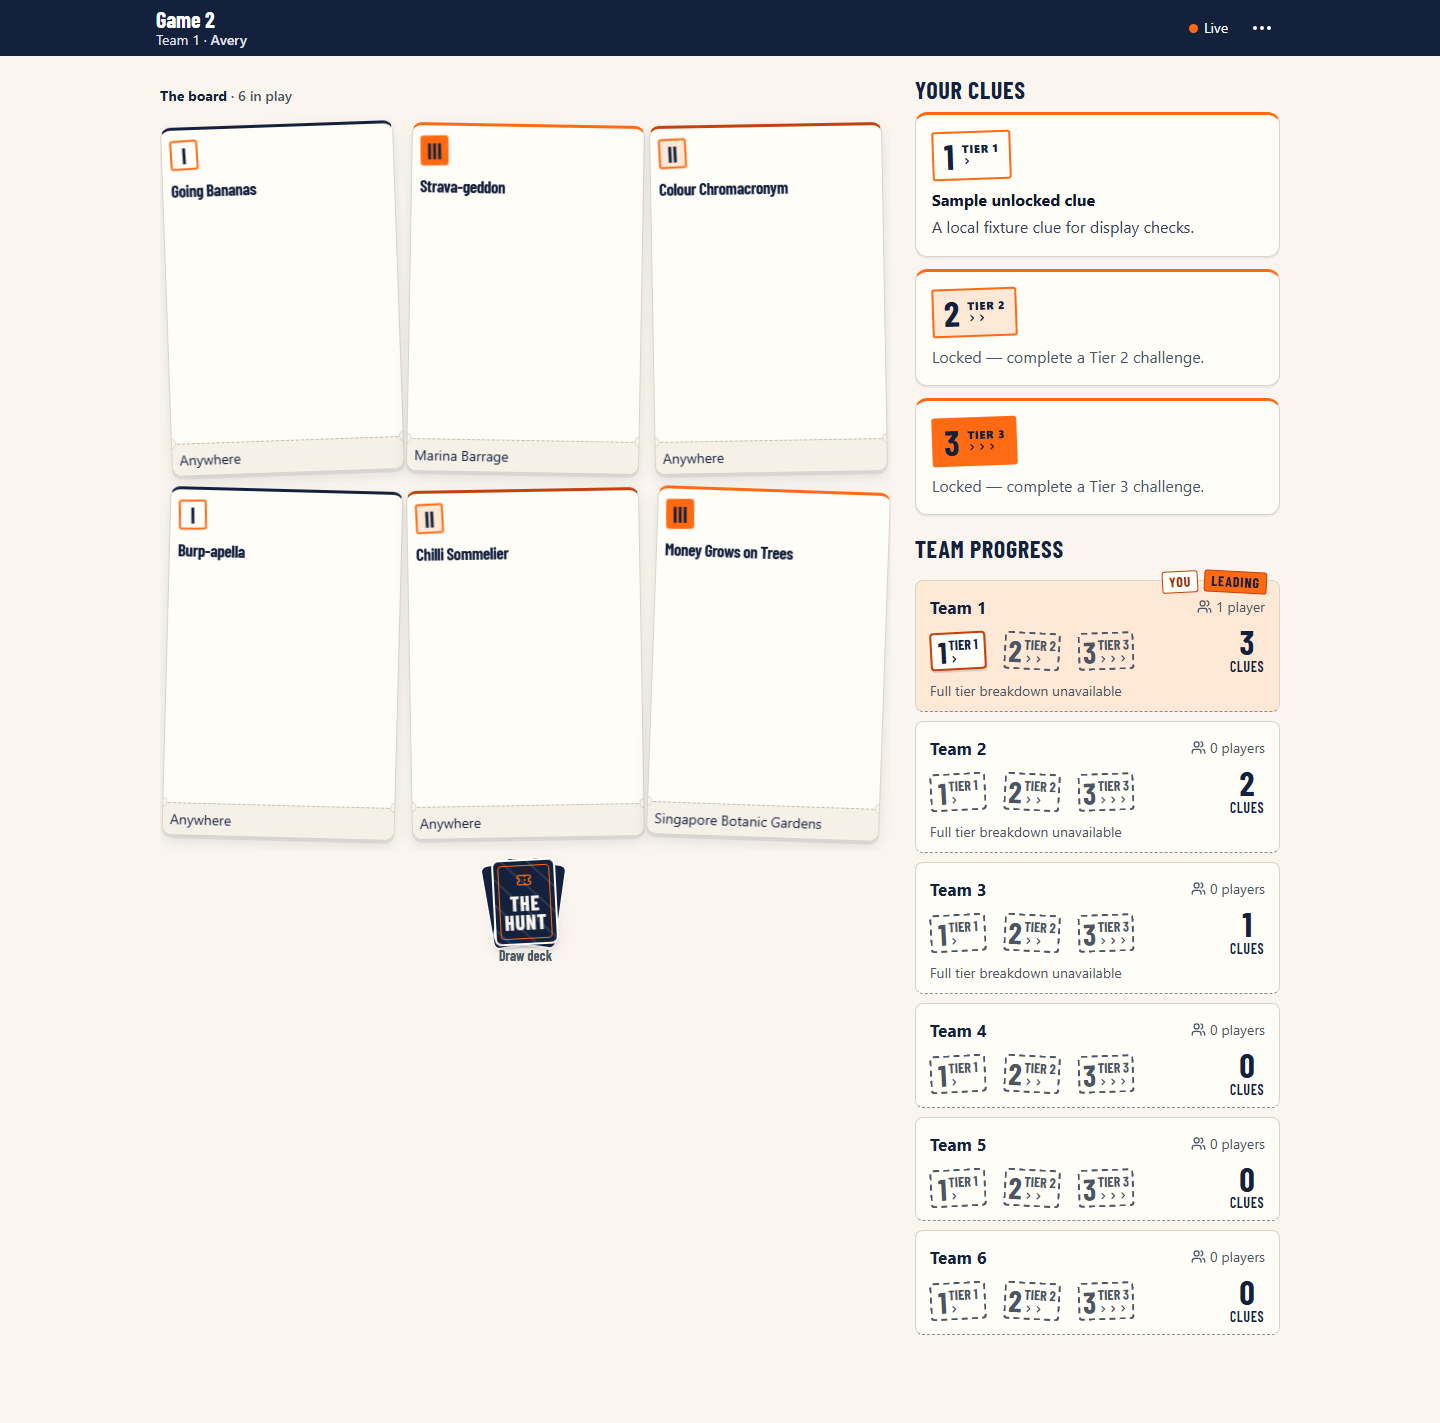 Game 2
Team 1 · Avery
Live
The board · 6 in play
I
Going Bananas
Anywhere
III
Strava-geddon
Marina Barrage
II
Colour Chromacronym
Anywhere
I
Burp-apella
Anywhere
II
Chilli Sommelier
Anywhere
III
Money Grows on Trees
Singapore Botanic Gardens
THE
HUNT
Draw deck
YOUR CLUES
1 TIER 1
›
Sample unlocked clue
A local fixture clue for display checks.
2 TIER 2
› ›
Locked — complete a Tier 2 challenge.
3 TIER 3
› › ›
Locked — complete a Tier 3 challenge.
TEAM PROGRESS
YOU LEADING
Team 1 1 player
1 TIER 1 › 2 TIER 2 › › 3 TIER 3 › › ›
3
CLUES
Full tier breakdown unavailable
Team 2 0 players
1 TIER 1 › 2 TIER 2 › › 3 TIER 3 › › ›
2
CLUES
Full tier breakdown unavailable
Team 3 0 players
1 TIER 1 › 2 TIER 2 › › 3 TIER 3 › › ›
1
CLUES
Full tier breakdown unavailable
Team 4 0 players
1 TIER 1 › 2 TIER 2 › › 3 TIER 3 › › ›
0
CLUES
Team 5 0 players
1 TIER 1 › 2 TIER 2 › › 3 TIER 3 › › ›
0
CLUES
Team 6 0 players
1 TIER 1 › 2 TIER 2 › › 3 TIER 3 › › ›
0
CLUES